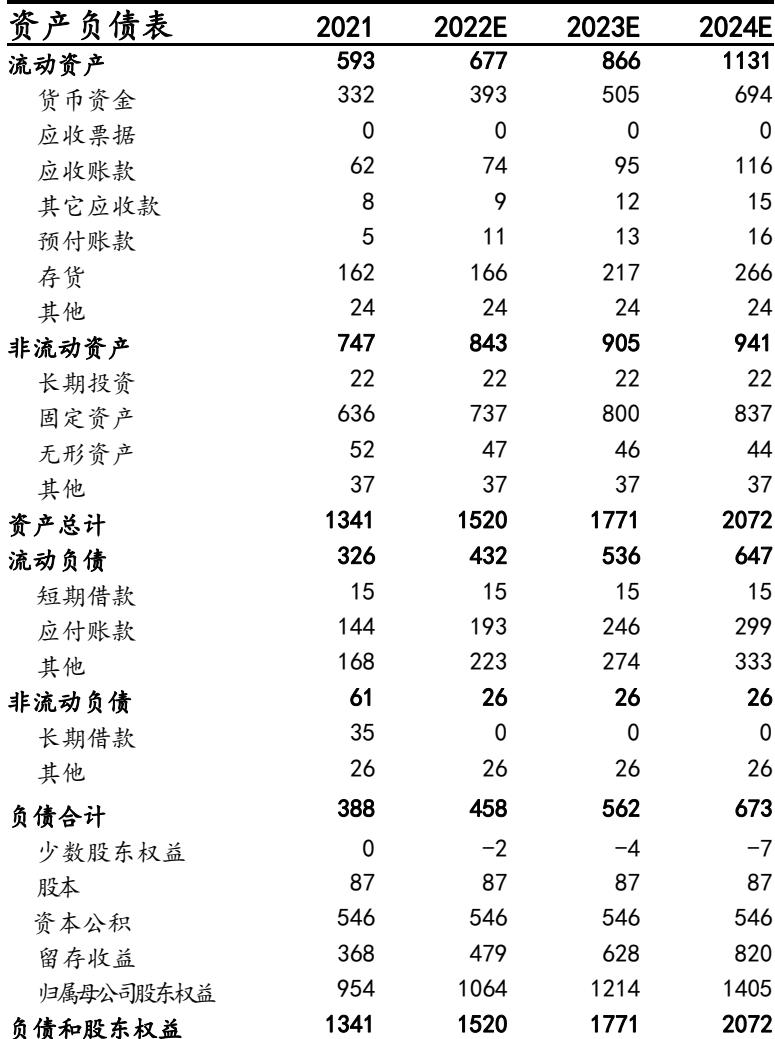 资产负债表 2021 2022E 2023E 2024E
流动资产 593 677 866 1131
货币资金 332 393 505 694
应收票据 0 0 0 0
应收账款 62 74 95 116
其它应收款 8 9 12 15
预付账款 5 11 13 16
存货 162 166 217 266
其他 24 24 24 24
非流动资产 747 843 905 941
长期投资 22 22 22 22
固定资产 636 737 800 837
无形资产 52 47 46 44
其他 37 37 37 37
资产总计 1341 1520 1771 2072
流动负债 326 432 536 647
短期借款 15 15 15 15
应付账款 144 193 246 299
其他 168 223 274 333
非流动负债 61 26 26 26
长期借款 35 0 0 0
其他 26 26 26 26
负债合计 388 458 562 673
少数股东权益 0 -2 -4 -7
股本 87 87 87 87
资本公积 546 546 546 546
留存收益 368 479 628 820
归属母公司股东权益 954 1064 1214 1405
负债和股东权益 1341 1520 1771 2072